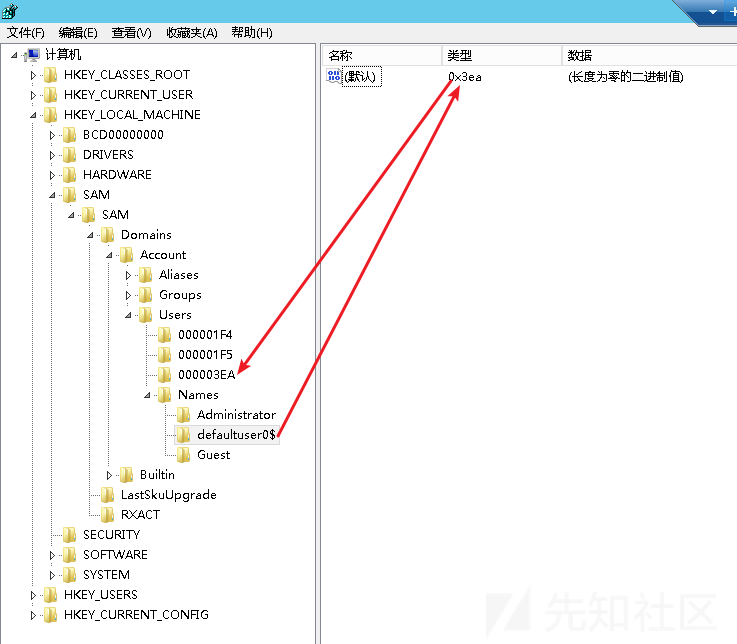 文件(F) 编辑(E) 查看(V) 收藏夹(A) 帮助(H)
计算机
HKEY_CLASSES_ROOT
HKEY_CURRENT_USER
HKEY_LOCAL_MACHINE
BCD00000000
DRIVERS
HARDWARE
SAM
SAM
Domains
Account
Aliases
Groups
Users
000001F4
000001F5
000003EA
Names
Administrator
defaultuser0$
Guest
Builtin
LastSkuUpgrade
RXACT
SECURITY
SOFTWARE
SYSTEM
HKEY_USERS
HKEY_CURRENT_CONFIG
名称 类型 数据
(默认) 0x3ea (长度为零的二进制值)
先知社区